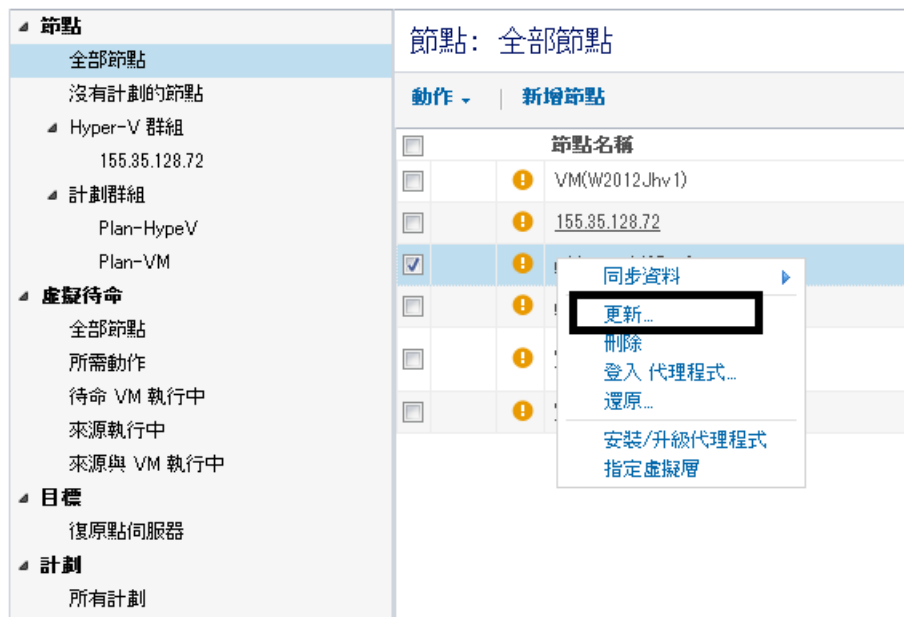 節點
全部節點
沒有計劃的節點
Hyper-V 群組
155.35.128.72
計劃群組
Plan-HypeV
Plan-VM
虛擬待命
全部節點
所需動作
待命 VM 執行中
來源執行中
來源與 VM 執行中
目標
復原點伺服器
計劃
所有計劃
節點: 全部節點
動作 | 新增節點
節點名稱
VM(W2012Jhv1)
155.35.128.72
同步資料
更新...
刪除
登入 代理程式...
還原...
安裝/升級代理程式
指定虛擬層